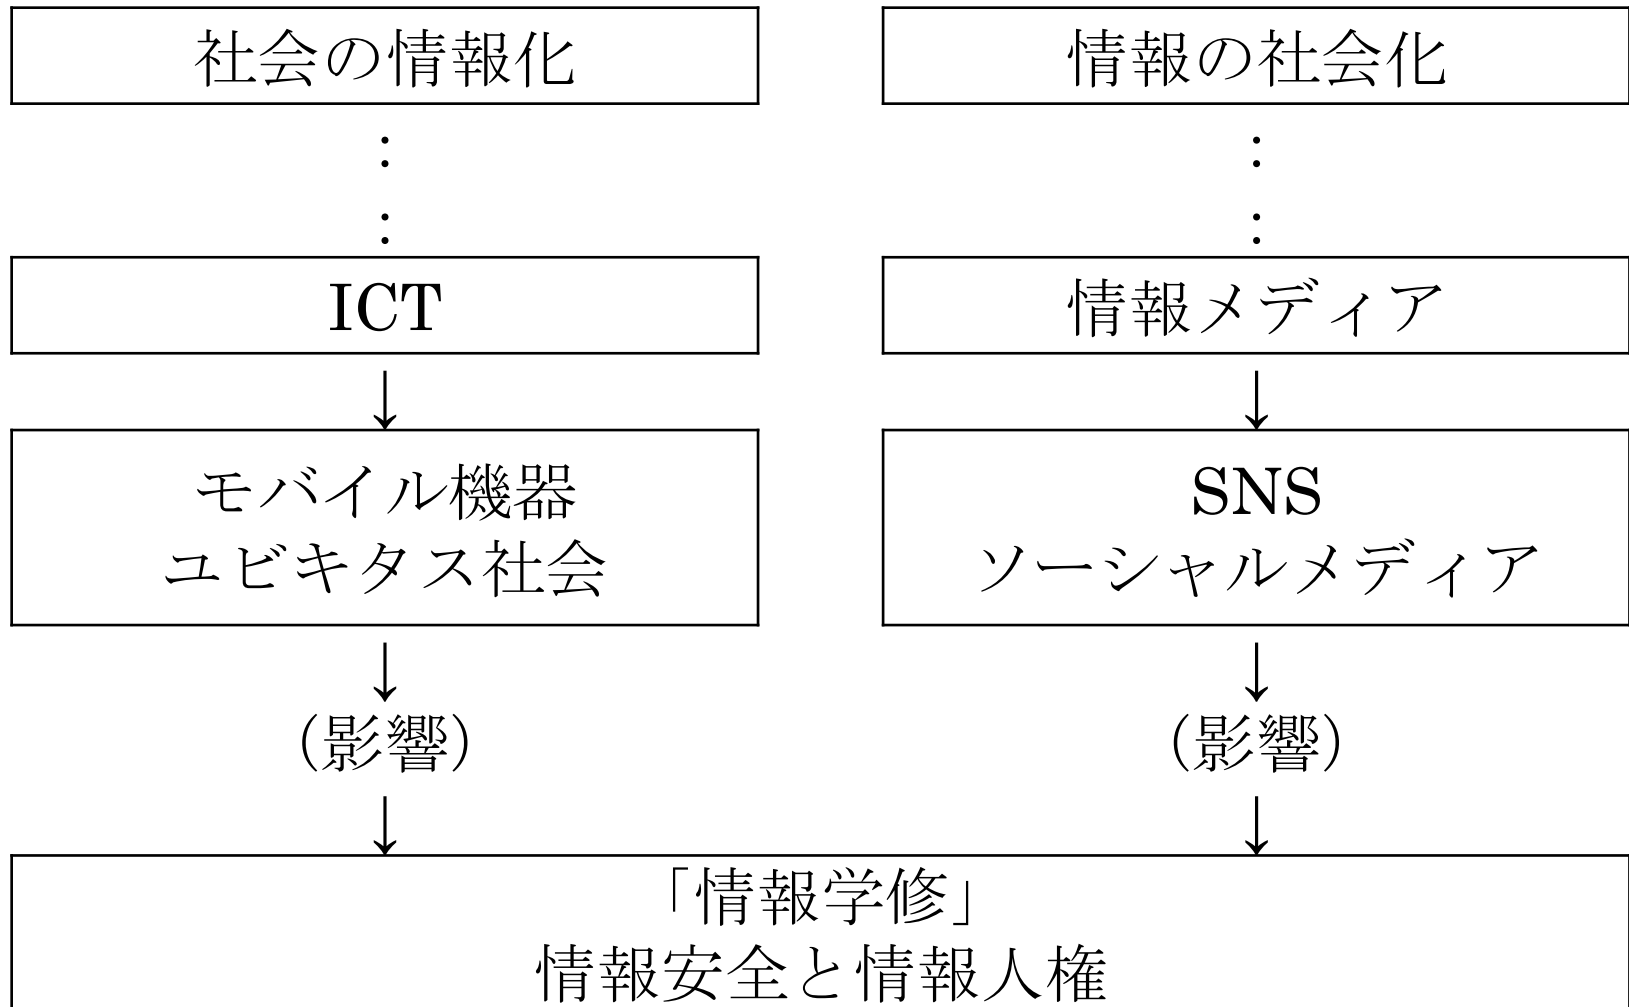 社会の情報化
情報の社会化
:
:
:
:
ICT
情報メディア
↓
↓
モバイル機器
ユビキタス社会
SNS
ソーシャルメディア
↓
↓
(影響)
(影響)
↓
↓
「情報学修」
情報安全と情報人権